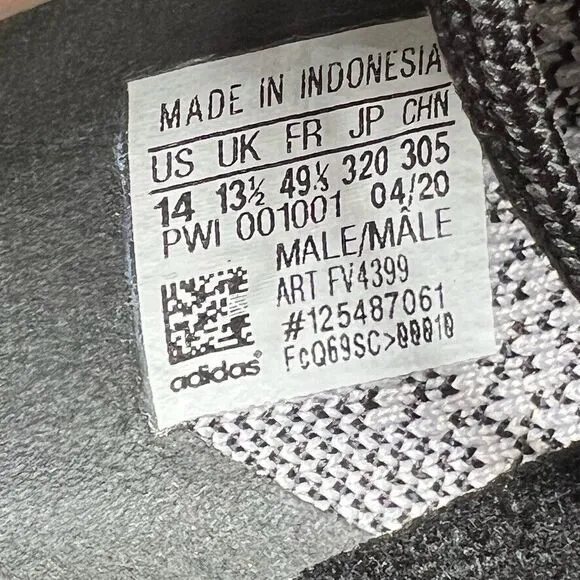 MADE IN INDONESIA
US UK FR JP CHN
14 13½ 49⅓ 320 305
PWI 001001 04/20
MALE/MÂLE
ART FV4399
#125487061
FcQ69SC>00010
adidas